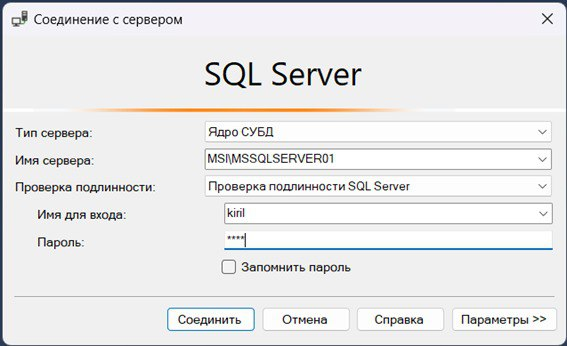 Соединение с сервером
SQL Server
Тип сервера: Ядро СУБД
Имя сервера: MSI\MSSQLSERVER01
Проверка подлинности: Проверка подлинности SQL Server
Имя для входа: kiril
Пароль: ****
Запомнить пароль
Соединить Отмена Справка Параметры >>